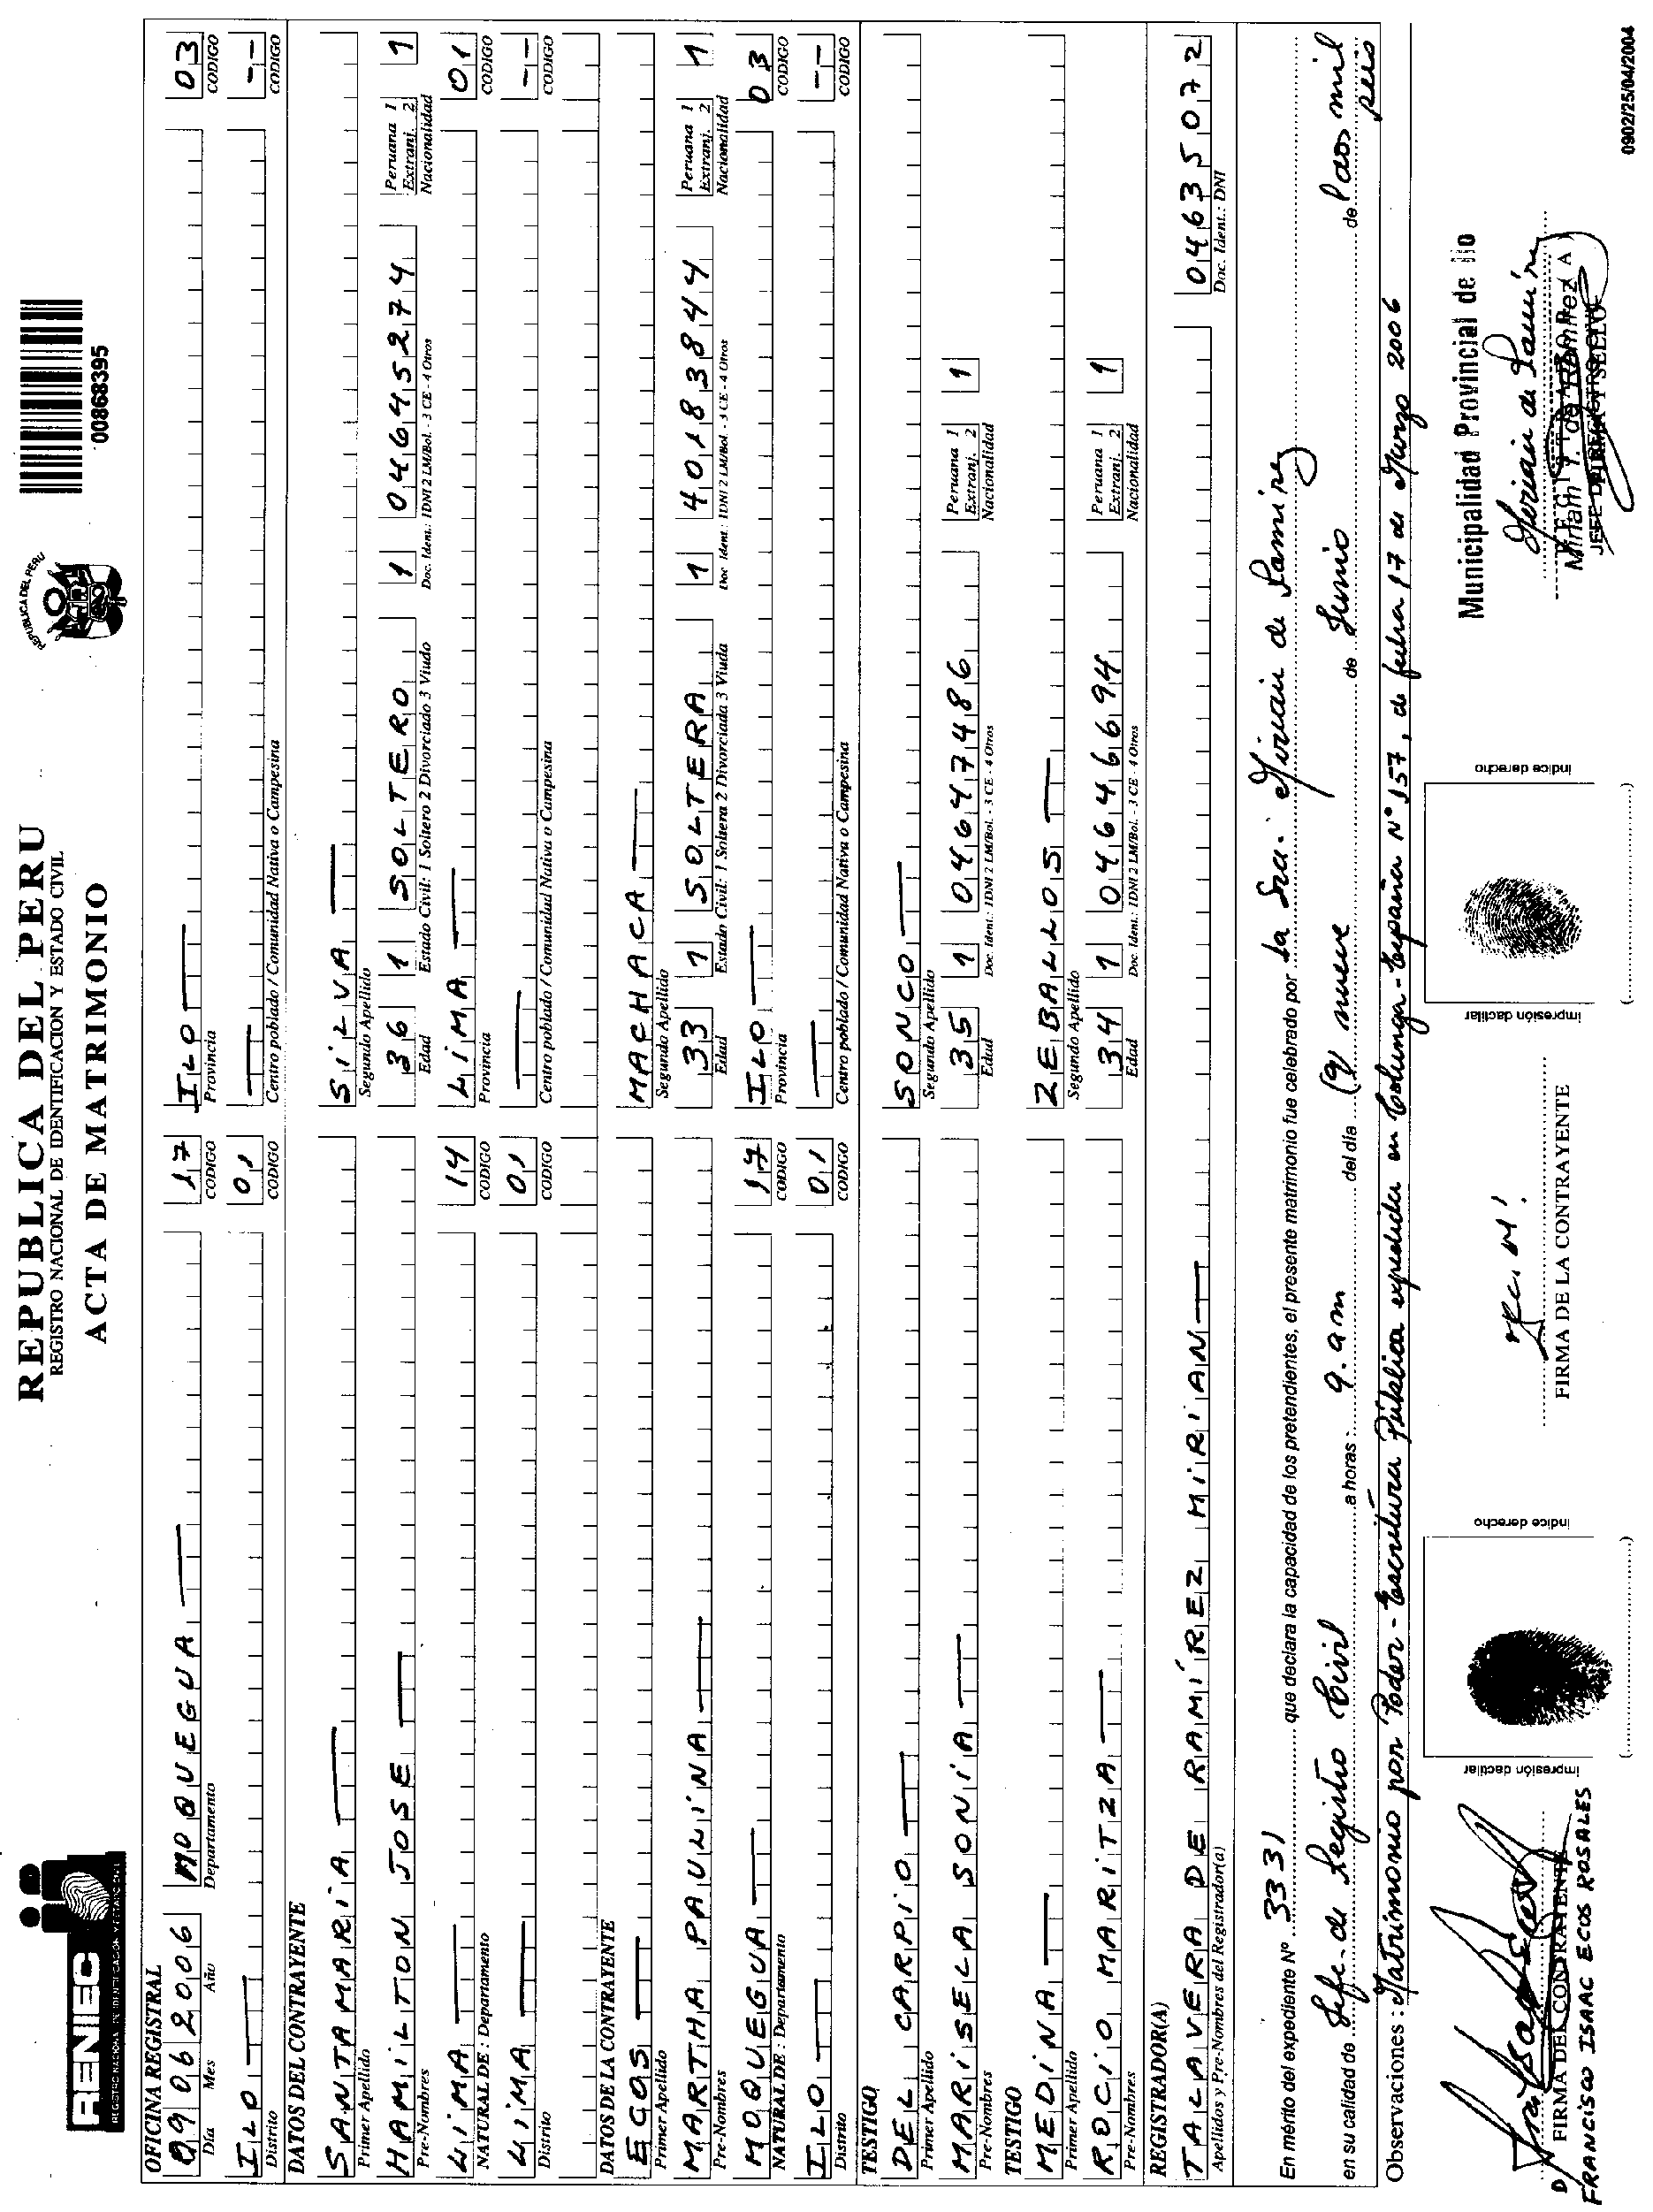 RENIEC
REGISTRO NACIONAL DE IDENTIFICACION Y ESTADO CIVIL
REPUBLICA DEL PERU
REGISTRO NACIONAL DE IDENTIFICACION Y ESTADO CIVIL
ACTA DE MATRIMONIO
REPUBLICA DEL PERU
00868395
OFICINA REGISTRAL
09 06 2006 MOQUEGUA 17 ILO 03
Día Mes Año Departamento CODIGO Provincia CODIGO
ILO 01 --
Distrito CODIGO Centro poblado / Comunidad Nativa o Campesina CODIGO
DATOS DEL CONTRAYENTE
SANTA MARIA SILVA
Primer Apellido Segundo Apellido
HAMILTON JOSE 36 1 SOLTERO 1 04645274 Peruana 1 Extranj. 2 1
Pre-Nombres Edad Estado Civil: 1 Soltero 2 Divorciado 3 Viudo Doc. Ident.: 1DNI 2 LM/Bol. - 3 CE - 4 Otros Nacionalidad
LIMA 14 LIMA 01
NATURAL DE : Departamento CODIGO Provincia CODIGO
LIMA 01 --
Distrito CODIGO Centro poblado / Comunidad Nativa o Campesina CODIGO
DATOS DE LA CONTRAYENTE
EGOS MACHACA
Primer Apellido Segundo Apellido
MARTHA PAULINA 33 1 SOLTERA 1 40183844 Peruana 1 Extranj. 2 1
Pre-Nombres Edad Estado Civil: 1 Soltera 2 Divorciada 3 Viuda Doc Ident.: 1DNI 2 LM/Bol. - 3 CE - 4 Otros Nacionalidad
MOQUEGUA 17 ILO 03
NATURAL DE : Departamento CODIGO Provincia CODIGO
ILO 01 --
Distrito CODIGO Centro poblado / Comunidad Nativa o Campesina CODIGO
TESTIGO
DEL CARPIO SONCO
Primer Apellido Segundo Apellido
MARISELA SONIA 35 1 04647486 Peruana 1 Extranj. 2 1
Pre-Nombres Edad Doc. Ident.: 1DNI 2 LM/Bol. - 3 CE - 4 Otros Nacionalidad
TESTIGO
MEDINA ZEBALLOS
Primer Apellido Segundo Apellido
ROCIO MARITZA 34 1 04646694 Peruana 1 Extranj. 2 1
Pre-Nombres Edad Doc. Ident.: 1DNI 2 LM/Bol. - 3 CE - 4 Otros Nacionalidad
REGISTRADOR(A)
TALAVERA DE RAMÍREZ MIRIAN 04635072
Apellidos y Pre-Nombres del Registrador(a) Doc. Ident.: DNI
En mérito del expediente Nº 3331 que declara la capacidad de los pretendientes, el presente matrimonio fue celebrado por La Sra. Mirian de Ramirez
en su calidad de Jefe de Registro Civil a horas: 9. am del día (9) nueve de Junio de dos mil seis
Observaciones : Matrimonio por Poder - Escritura Pública expedida en Colunga - España N° 157, de fecha 17 de Marzo 2006
Municipalidad Provincial de Ilo
Mirian de Ramirez
REGISTRADOR
Miriam T. de Ramírez A
JEFE DE REGISTRO CIVIL
FIRMA Y SELLO
FIRMA DEL CONTRAYENTE
FRANCISCO ISAAC ECOS ROSALES
impresión dactilar
índice derecho
FIRMA DE LA CONTRAYENTE
impresión dactilar
índice derecho
0902/25/04/2004